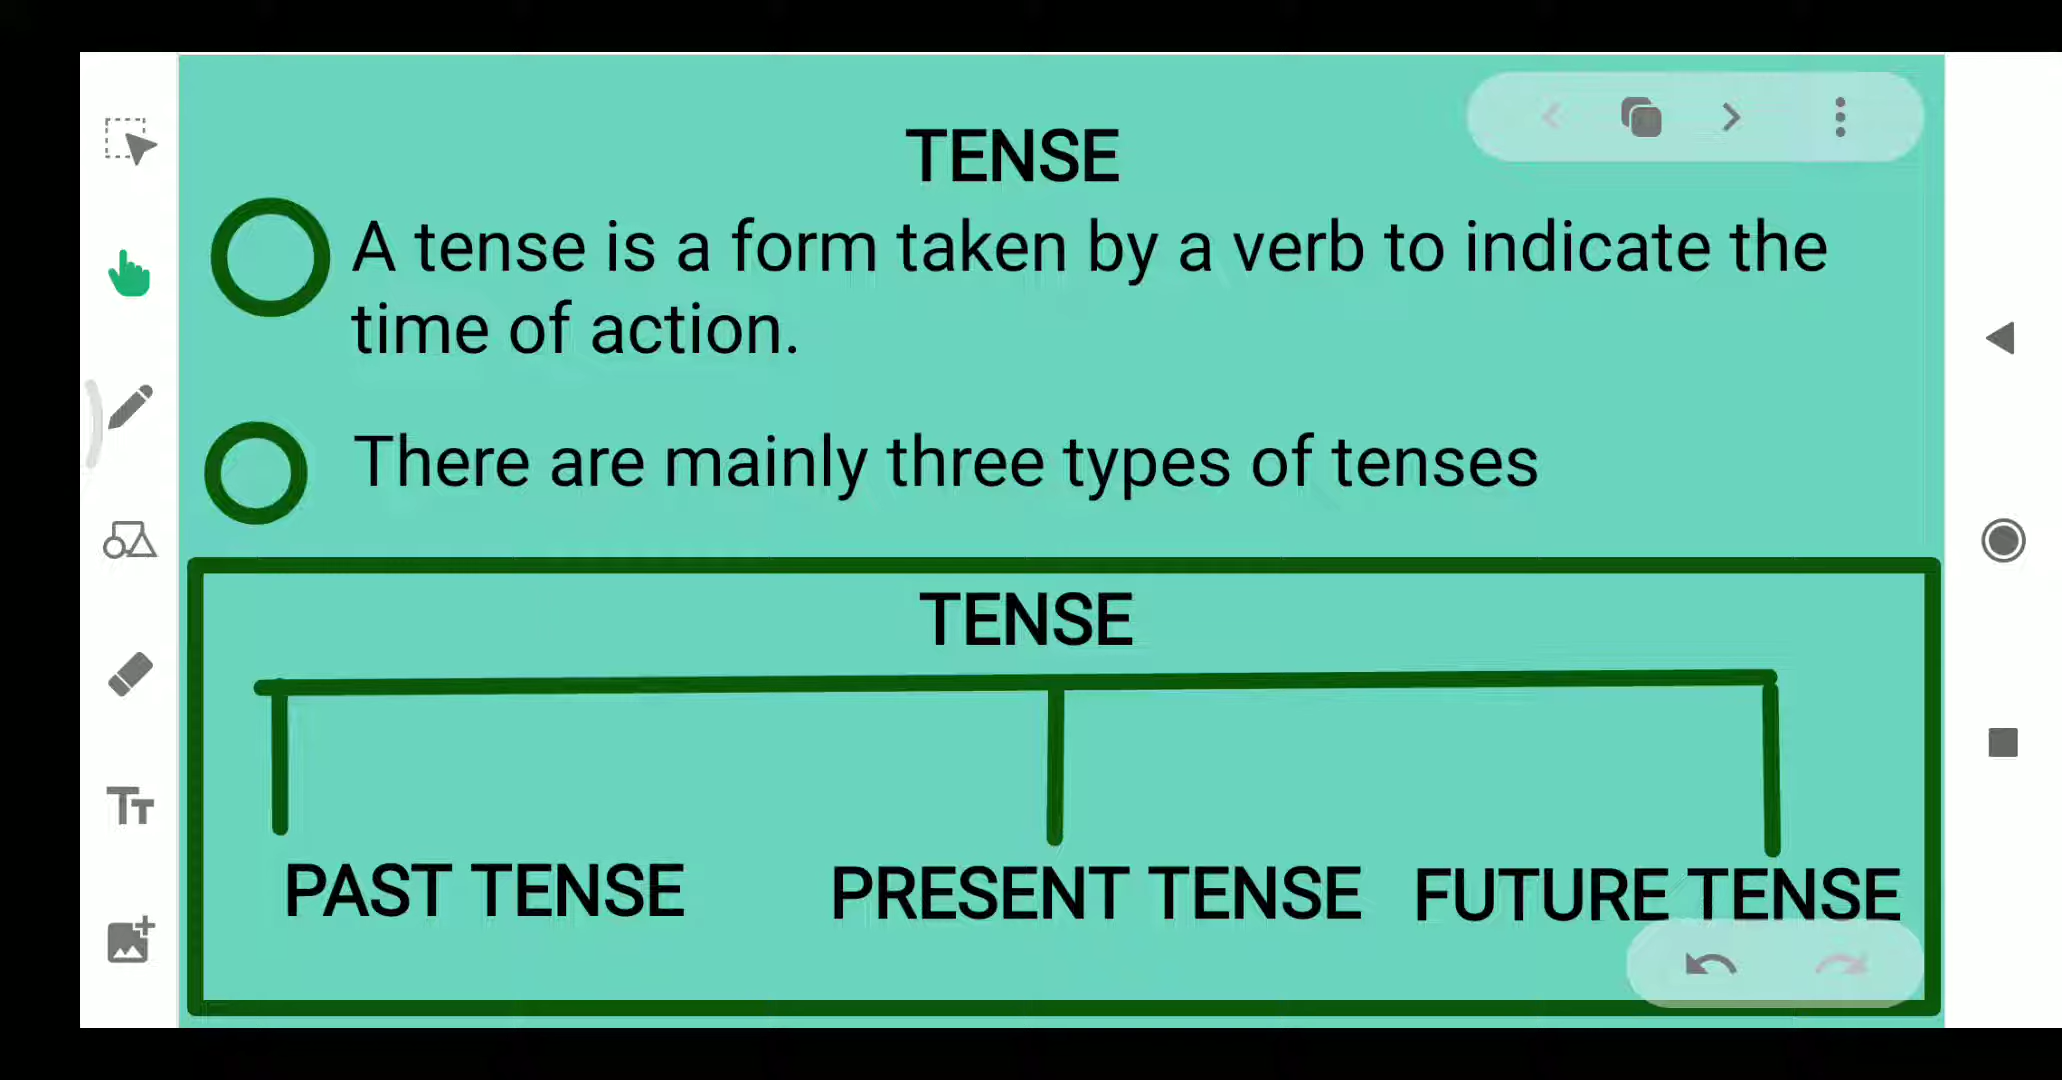 TENSE
A tense is a form taken by a verb to indicate the
time of action.
There are mainly three types of tenses
TENSE
PAST TENSE PRESENT TENSE FUTURE TENSE